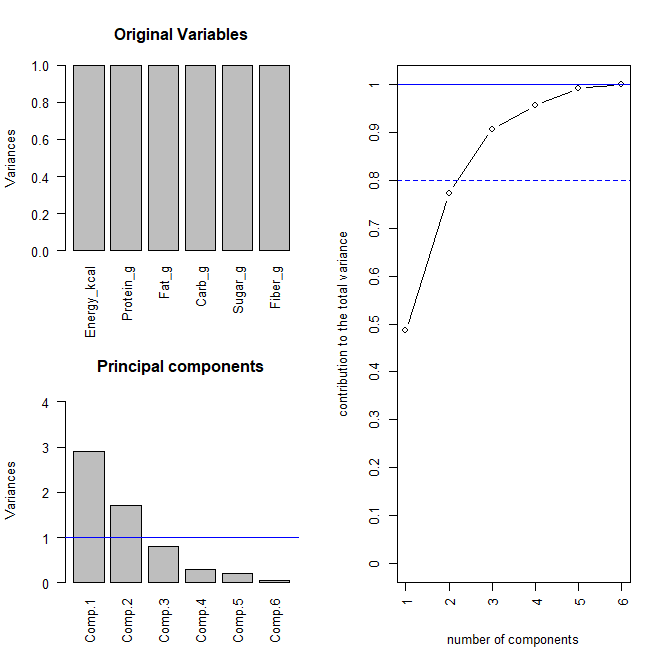 Original Variables
Variances
1.0
0.8
0.6
0.4
0.2
0.0
Energy_kcal
Protein_g
Fat_g
Carb_g
Sugar_g
Fiber_g
Principal components
Variances
4
3
2
1
0
Comp.1
Comp.2
Comp.3
Comp.4
Comp.5
Comp.6
contribution to the total variance
1
0.9
0.8
0.7
0.6
0.5
0.4
0.3
0.2
0.1
0
1
2
3
4
5
6
number of components